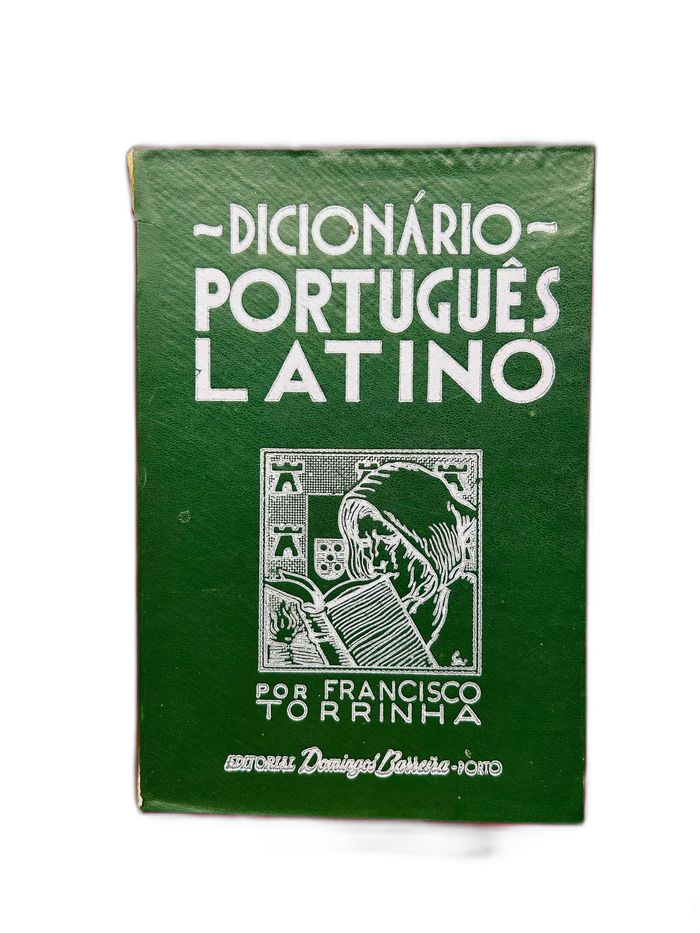 ~DICIONÁRIO~
PORTUGUÊS
LATINO
POR FRANCISCO
TORRINHA
EDITORIAL Domingos Barreira - PORTO